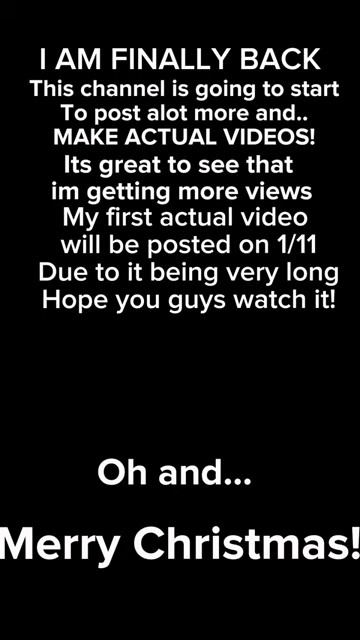 I AM FINALLY BACK
This channel is going to start
To post alot more and..
MAKE ACTUAL VIDEOS!
Its great to see that
im getting more views
My first actual video
will be posted on 1/11
Due to it being very long
Hope you guys watch it!
Oh and...
Merry Christmas!